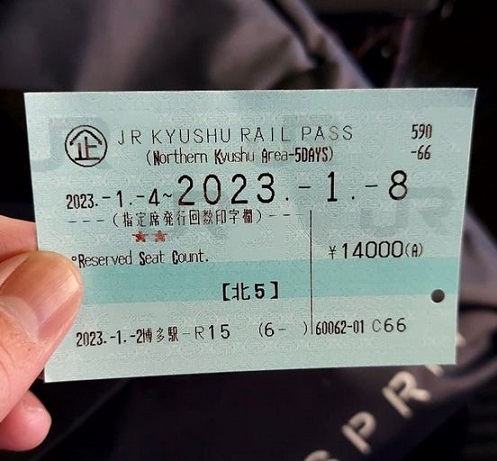 企 JR KYUSHU RAIL PASS 590
(Northern Kyushu Area-5DAYS) -66
2023.-1.-4~2023.-1.-8
---(指定席発行回数印字欄)---
★★
°Reserved Seat Count. ¥14000(A)
[北5]
2023.-1.-2博多駅-R15 (6- ) 60062-01 C66
SPRI